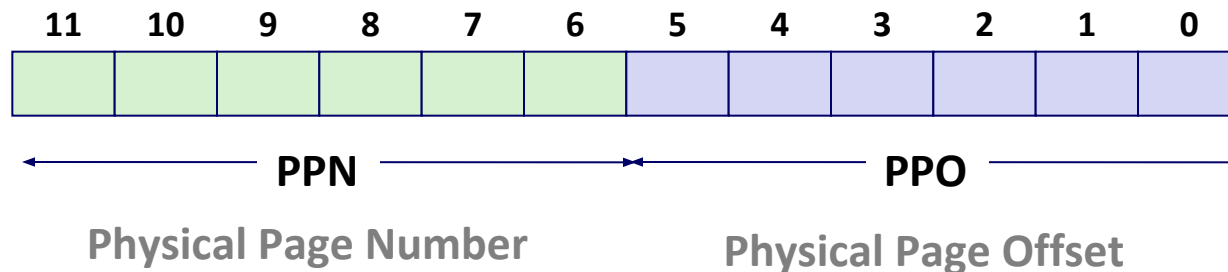 11 10 9 8 7 6 5 4 3 2 1 0
PPN PPO
Physical Page Number Physical Page Offset